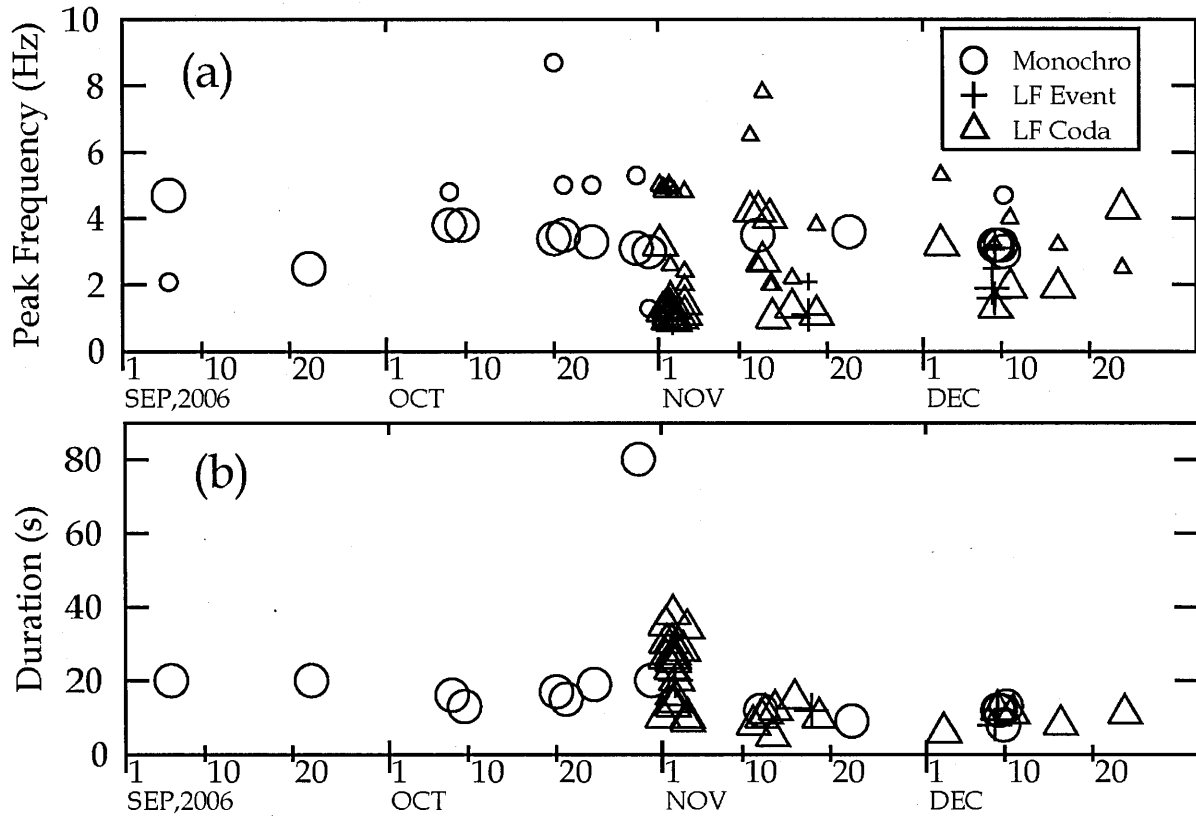 Peak Frequency (Hz)
10
8
6
4
2
0
(a)
Monochro
LF Event
LF Coda
1 10 20 1 10 20 1 10 20 1 10 20
SEP,2006 OCT NOV DEC
Duration (s)
80
60
40
20
0
(b)
1 10 20 1 10 20 1 10 20 1 10 20
SEP,2006 OCT NOV DEC